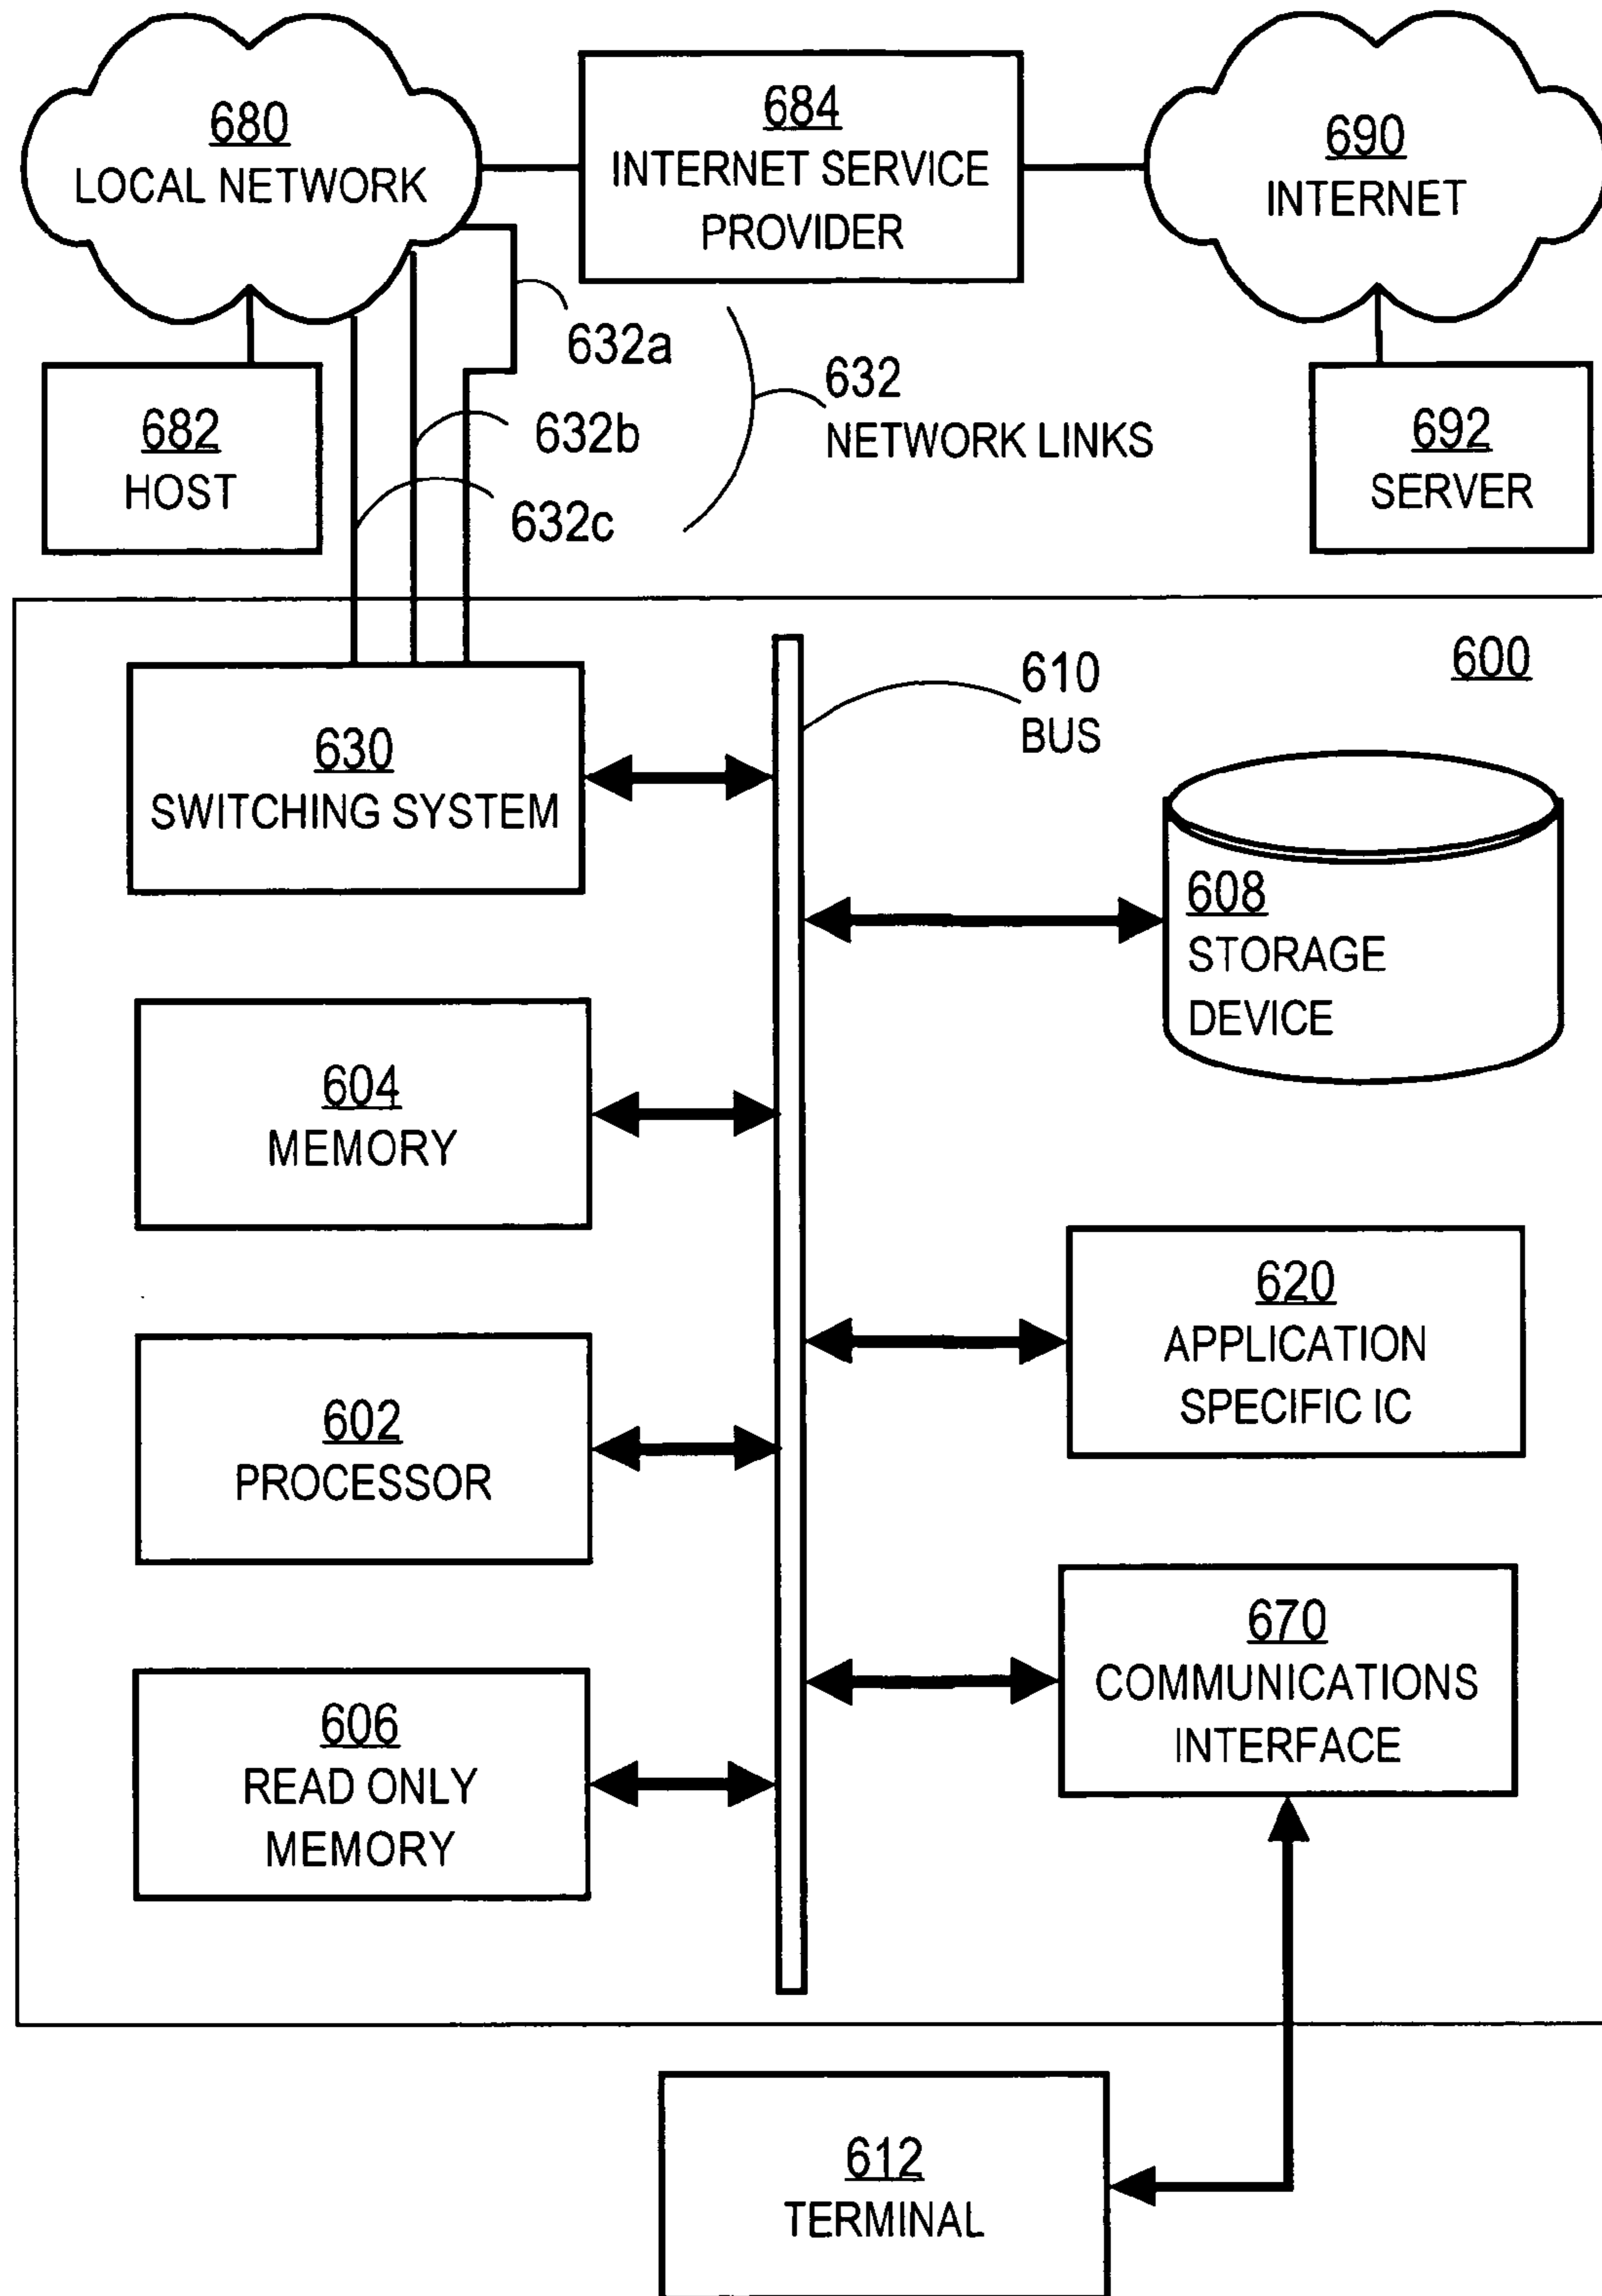 680
LOCAL NETWORK
684
INTERNET SERVICE
PROVIDER
690
INTERNET
632a
632
NETWORK LINKS
632b
632c
682
HOST
692
SERVER
600
610
BUS
630
SWITCHING SYSTEM
608
STORAGE
DEVICE
604
MEMORY
620
APPLICATION
SPECIFIC IC
602
PROCESSOR
670
COMMUNICATIONS
INTERFACE
606
READ ONLY
MEMORY
612
TERMINAL